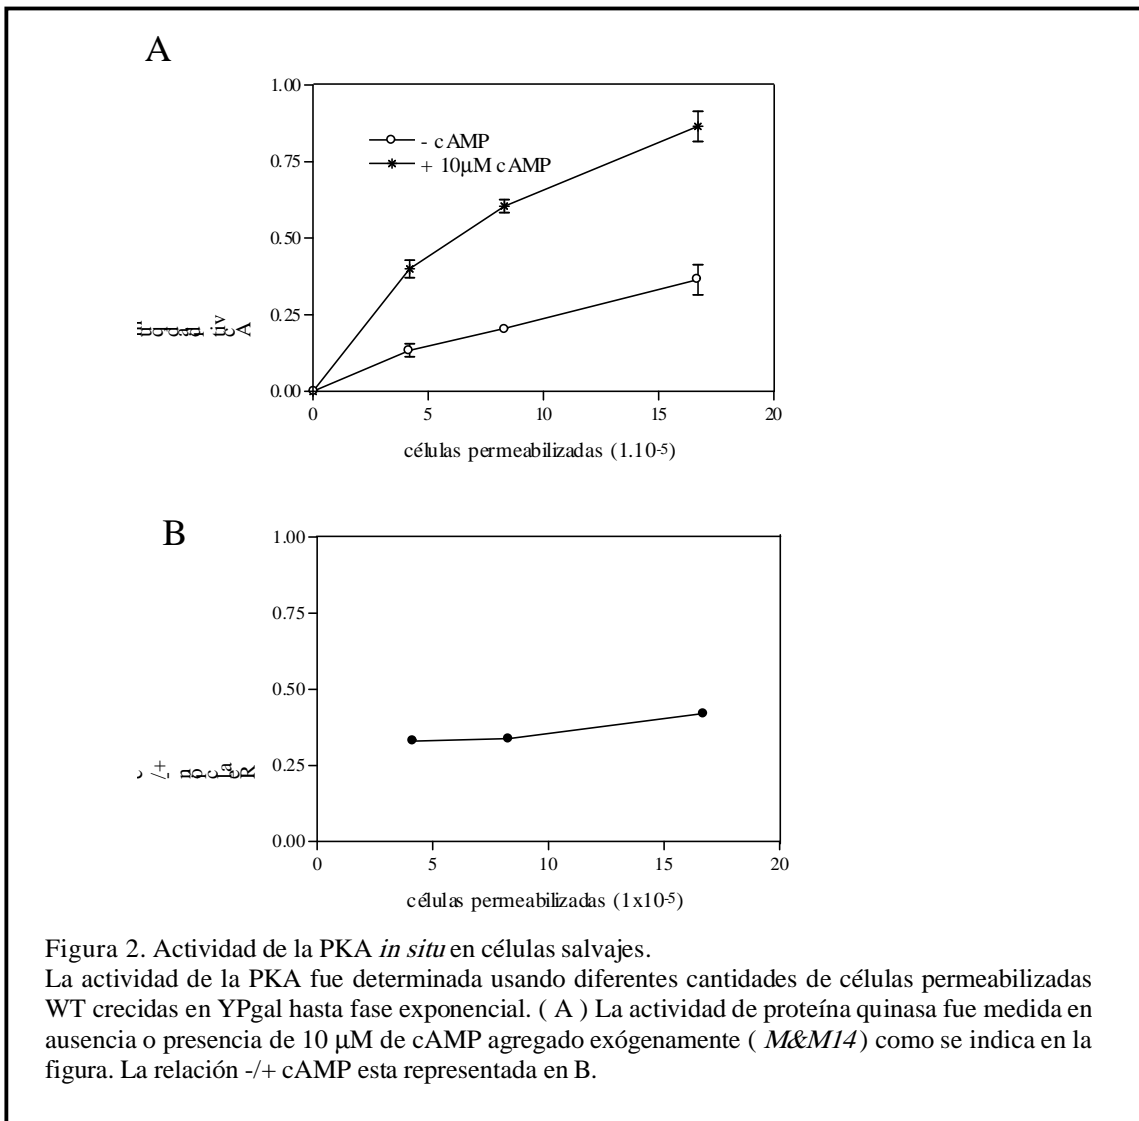 A
1.00
- cAMP
+ 10μM cAMP
0.75
0.50
0.25
0.00
0
5
10
15
20
células permeabilizadas (1.10-5)
B
1.00
0.75
0.50
0.25
0.00
0
5
10
15
20
células permeabilizadas (1x10-5)
Figura 2. Actividad de la PKA in situ en células salvajes.
La actividad de la PKA fue determinada usando diferentes cantidades de células permeabilizadas
WT crecidas en YPgal hasta fase exponencial. ( A ) La actividad de proteína quinasa fue medida en
ausencia o presencia de 10 μM de cAMP agregado exógenamente ( M&M14) como se indica en la
figura. La relación -/+ cAMP esta representada en B.